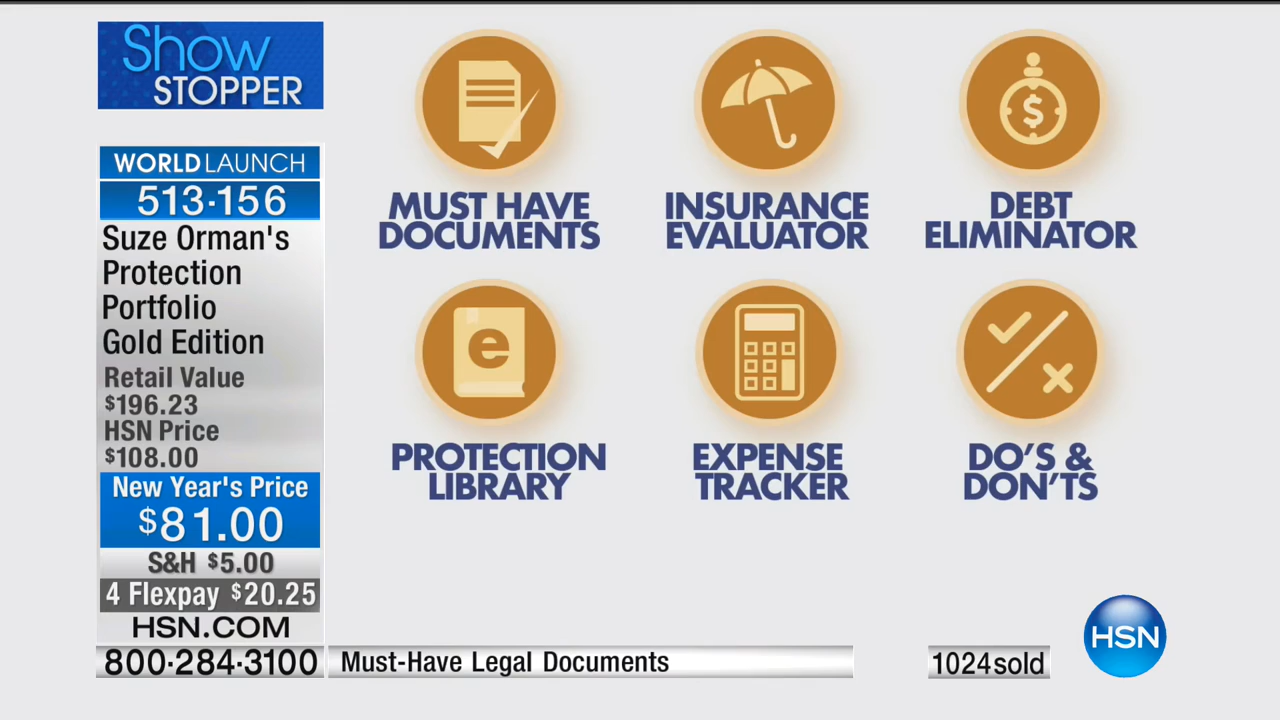 Show
STOPPER
WORLD LAUNCH
513·156
Suze Orman's
Protection
Portfolio
Gold Edition
Retail Value
$196.23
HSN Price
$108.00
New Year's Price
$81.00
S&H $5.00
4 Flexpay $20.25
HSN.COM
800·284·3100
MUST HAVE
DOCUMENTS
INSURANCE
EVALUATOR
$
DEBT
ELIMINATOR
e
PROTECTION
LIBRARY
EXPENSE
TRACKER
DO'S &
DON'TS
Must-Have Legal Documents
1024 sold
HSN